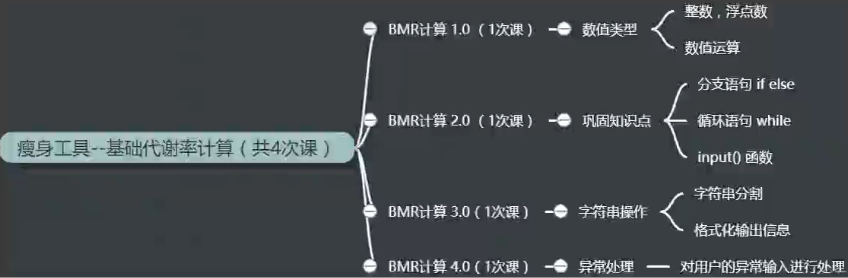 瘦身工具--基础代谢率计算（共4次课）
BMR计算 1.0 （1次课）
数值类型
整数，浮点数
数值运算
BMR计算 2.0 （1次课）
巩固知识点
分支语句 if else
循环语句 while
input() 函数
BMR计算 3.0（1次课）
字符串操作
字符串分割
格式化输出信息
BMR计算 4.0（1次课）
异常处理
对用户的异常输入进行处理